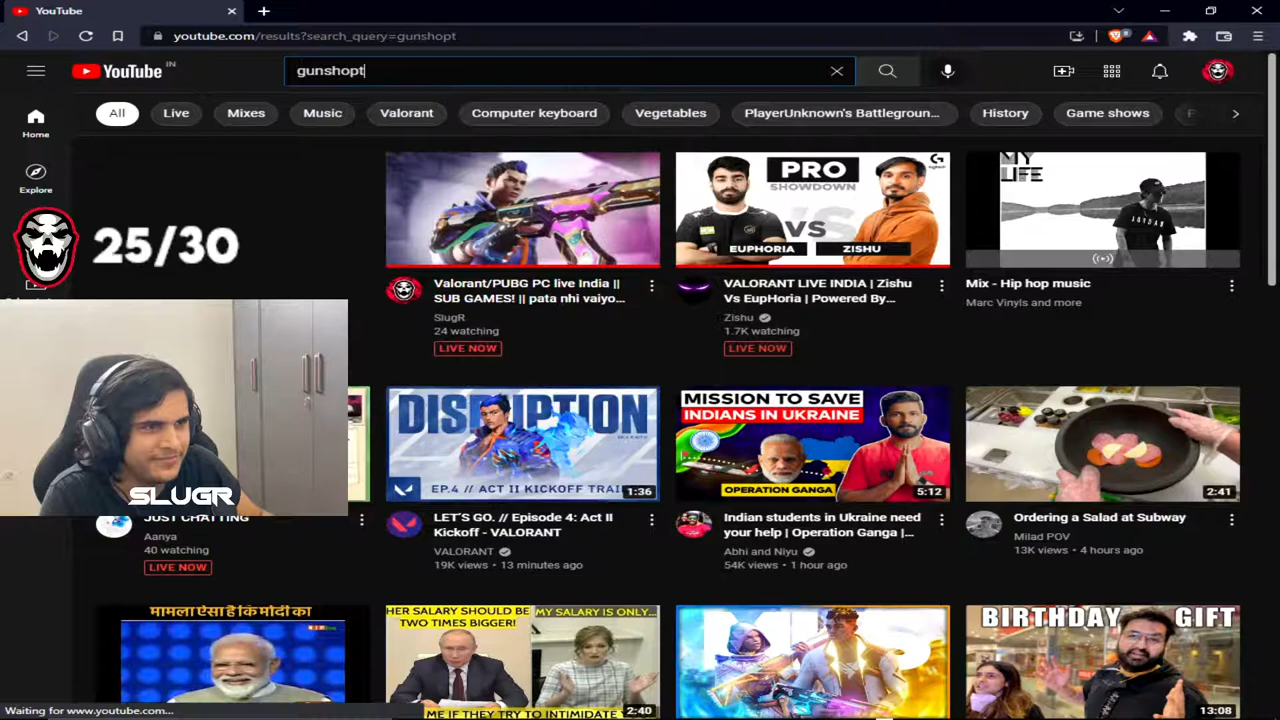 YouTube
youtube.com/results?search_query=gunshopt
YouTube IN
gunshopt
All
Live
Mixes
Music
Valorant
Computer keyboard
Vegetables
PlayerUnknown's Battlegroun...
History
Game shows
Home
Explore
25/30
PRO
SHOWDOWN
VS
EUPHORIA
ZISHU
MY
LIFE
JORDAN
Valorant/PUBG PC live India ||
SUB GAMES! || pata nhi vaiyo...
SlugR
24 watching
LIVE NOW
VALORANT LIVE INDIA | Zishu
Vs EupHoria | Powered By...
Zishu
1.7K watching
LIVE NOW
Mix - Hip hop music
Marc Vinyls and more
SLUGR
JUST CHATTING
Aanya
40 watching
LIVE NOW
DISRUPTION
EP.4 // ACT II KICKOFF TRAI
1:36
LET'S GO. // Episode 4: Act II
Kickoff - VALORANT
VALORANT
19K views • 13 minutes ago
MISSION TO SAVE
INDIANS IN UKRAINE
OPERATION GANGA
5:12
Indian students in Ukraine need
your help | Operation Ganga |...
Abhi and Niyu
54K views • 1 hour ago
2:41
Ordering a Salad at Subway
Milad POV
13K views • 4 hours ago
मामला ऐसा है कि मोदी का
HER SALARY SHOULD BE
TWO TIMES BIGGER!
MY SALARY IS ONLY...
ME IF THEY TRY TO INTIMIDATE
2:40
BIRTHDAY GIFT
13:08
Waiting for www.youtube.com...